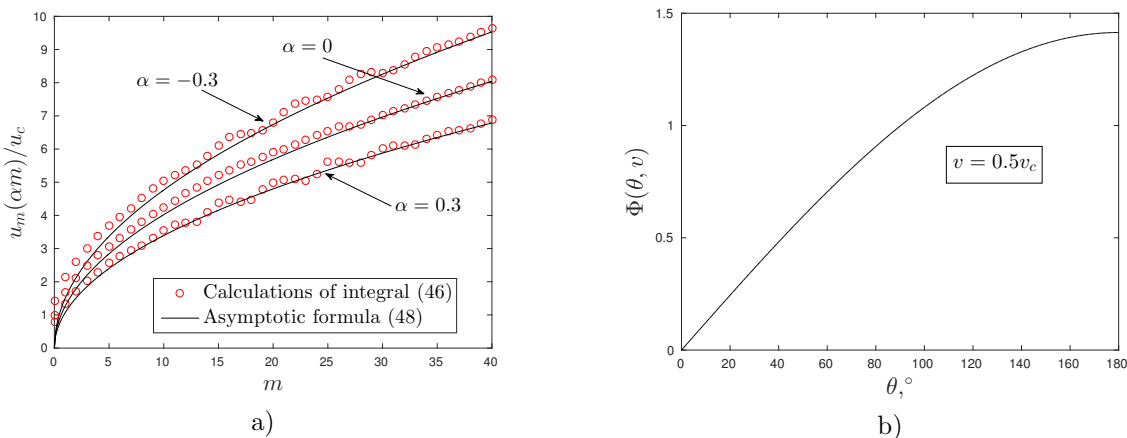 10
9
8
7
6
5
4
3
2
1
0
u_m(αm)/u_c
α = −0.3
α = 0
α = 0.3
Calculations of integral (46)
Asymptotic formula (48)
0 5 10 15 20 25 30 35 40
m
a)
1.5
1
0.5
0
Φ(θ, v)
v = 0.5v_c
0 20 40 60 80 100 120 140 160 180
θ,°
b)